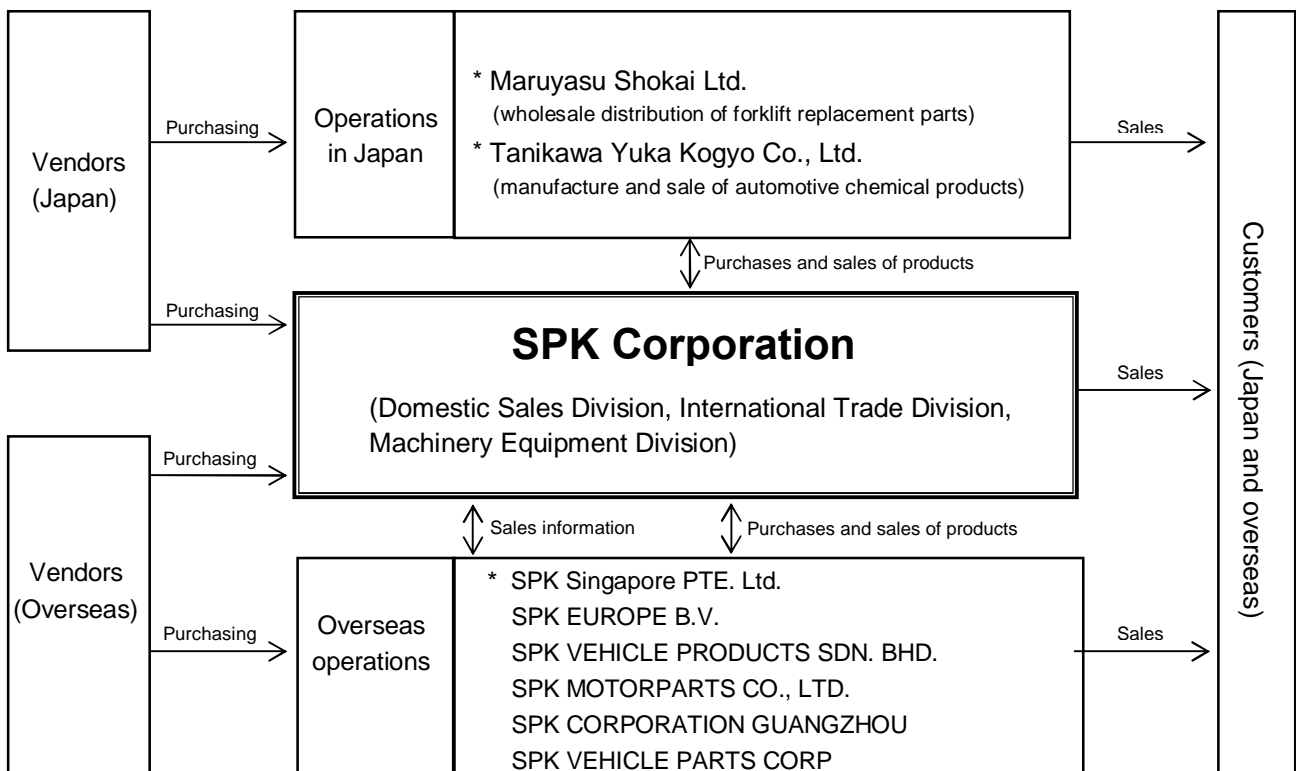 Vendors
(Japan)
Purchasing
Operations
in Japan
* Maruyasu Shokai Ltd.
(wholesale distribution of forklift replacement parts)
* Tanikawa Yuka Kogyo Co., Ltd.
(manufacture and sale of automotive chemical products)
Sales
Purchases and sales of products
Purchasing
SPK Corporation
(Domestic Sales Division, International Trade Division,
Machinery Equipment Division)
Sales
Customers (Japan and overseas)
Purchasing
Sales information
Purchases and sales of products
Vendors
(Overseas)
Purchasing
Overseas
operations
* SPK Singapore PTE. Ltd.
SPK EUROPE B.V.
SPK VEHICLE PRODUCTS SDN. BHD.
SPK MOTORPARTS CO., LTD.
SPK CORPORATION GUANGZHOU
SPK VEHICLE PARTS CORP
Sales